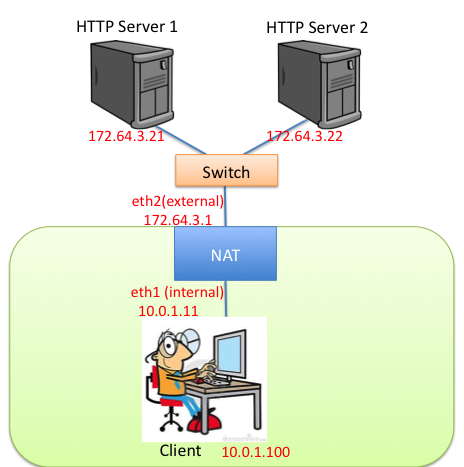 HTTP Server 1
HTTP Server 2
172.64.3.21
172.64.3.22
Switch
eth2(external)
172.64.3.1
NAT
eth1 (internal)
10.0.1.11
Client
10.0.1.100